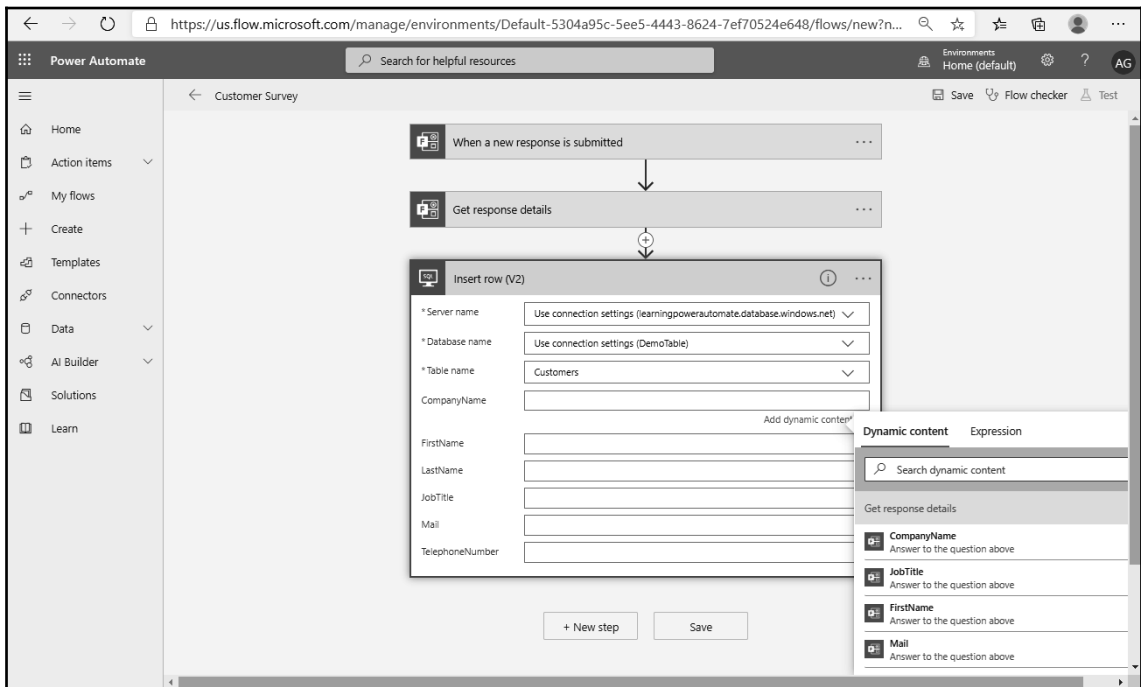 https://us.flow.microsoft.com/manage/environments/Default-5304a95c-5ee5-4443-8624-7ef70524e648/flows/new?n...
Power Automate
Search for helpful resources
Environments
Home (default)
?
AG
Customer Survey
Save
Flow checker
Test
Home
Action items
My flows
Create
Templates
Connectors
Data
AI Builder
Solutions
Learn
When a new response is submitted
Get response details
SQL
Insert row (V2)
* Server name
Use connection settings (learningpowerautomate.database.windows.net)
* Database name
Use connection settings (DemoTable)
* Table name
Customers
CompanyName
Add dynamic content
FirstName
LastName
JobTitle
Mail
TelephoneNumber
+ New step
Save
Dynamic content
Expression
Search dynamic content
Get response details
CompanyName
Answer to the question above
JobTitle
Answer to the question above
FirstName
Answer to the question above
Mail
Answer to the question above